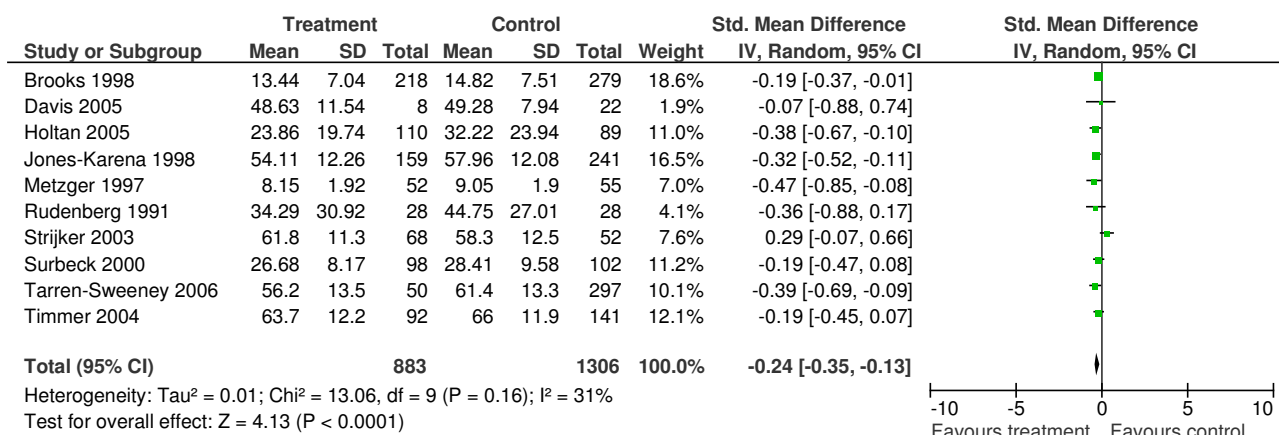 Treatment Control Std. Mean Difference Std. Mean Difference
Study or Subgroup Mean SD Total Mean SD Total Weight IV, Random, 95% CI IV, Random, 95% CI
Brooks 1998 13.44 7.04 218 14.82 7.51 279 18.6% -0.19 [-0.37, -0.01]
Davis 2005 48.63 11.54 8 49.28 7.94 22 1.9% -0.07 [-0.88, 0.74]
Holtan 2005 23.86 19.74 110 32.22 23.94 89 11.0% -0.38 [-0.67, -0.10]
Jones-Karena 1998 54.11 12.26 159 57.96 12.08 241 16.5% -0.32 [-0.52, -0.11]
Metzger 1997 8.15 1.92 52 9.05 1.9 55 7.0% -0.47 [-0.85, -0.08]
Rudenberg 1991 34.29 30.92 28 44.75 27.01 28 4.1% -0.36 [-0.88, 0.17]
Strijker 2003 61.8 11.3 68 58.3 12.5 52 7.6% 0.29 [-0.07, 0.66]
Surbeck 2000 26.68 8.17 98 28.41 9.58 102 11.2% -0.19 [-0.47, 0.08]
Tarren-Sweeney 2006 56.2 13.5 50 61.4 13.3 297 10.1% -0.39 [-0.69, -0.09]
Timmer 2004 63.7 12.2 92 66 11.9 141 12.1% -0.19 [-0.45, 0.07]
Total (95% CI) 883 1306 100.0% -0.24 [-0.35, -0.13]
Heterogeneity: Tau² = 0.01; Chi² = 13.06, df = 9 (P = 0.16); I² = 31%
Test for overall effect: Z = 4.13 (P < 0.0001)
-10 -5 0 5 10
Favours treatment Favours control